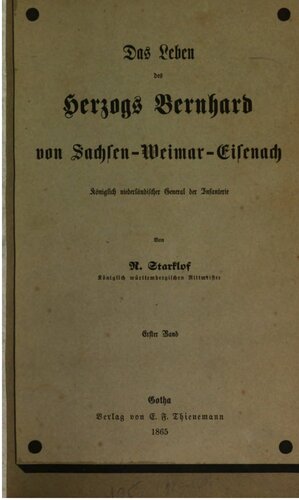 Das Leben
des
Herzogs Bernhard
von Sachsen-Weimar-Eisenach
Königlich niederländischer General der Infanterie
Von
R. Starklof
Königlich württembergischen Rittmeister
Erster Band
Gotha
Verlag von E. F. Thienemann
1865